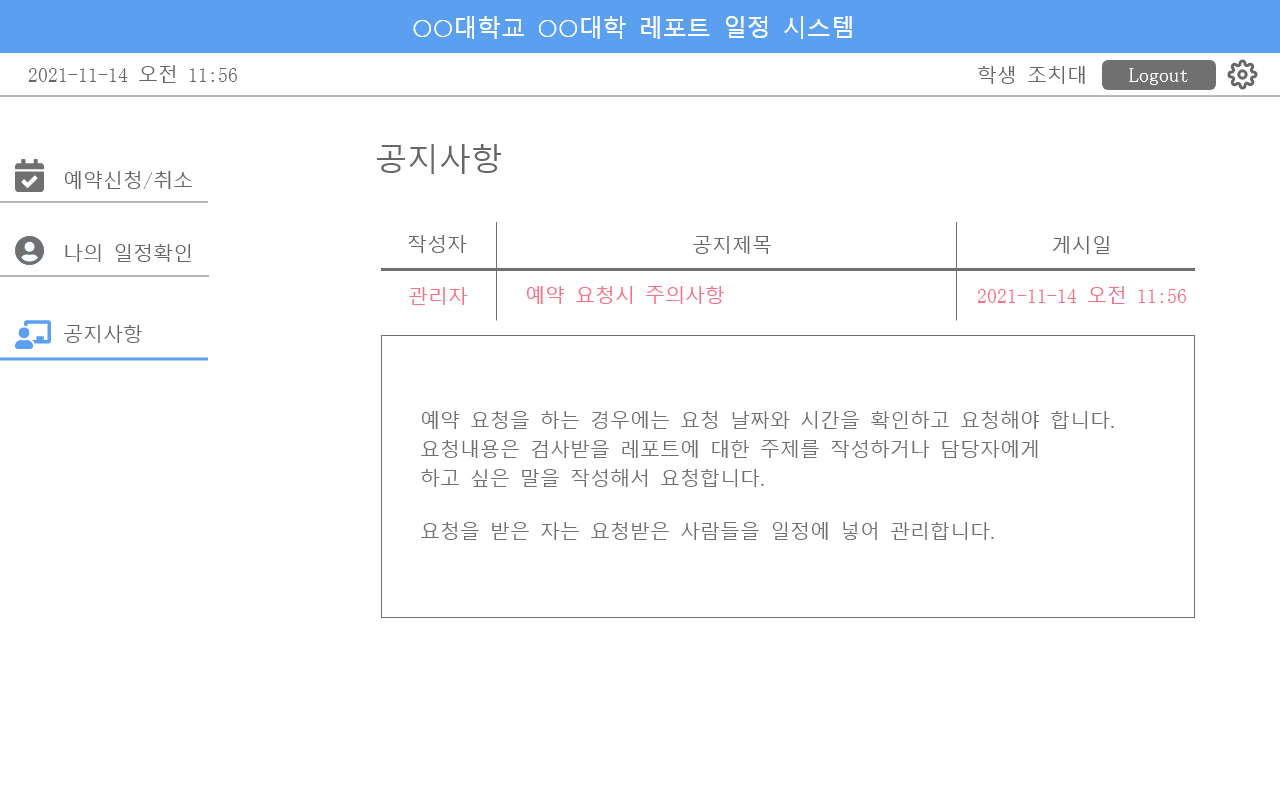 ○○대학교 ○○대학 레포트 일정 시스템
2021-11-14 오전 11:56
학생 조치대
Logout
예약신청/취소
나의 일정확인
공지사항
공지사항
작성자 공지제목 게시일
관리자 예약 요청시 주의사항 2021-11-14 오전 11:56
예약 요청을 하는 경우에는 요청 날짜와 시간을 확인하고 요청해야 합니다.
요청내용은 검사받을 레포트에 대한 주제를 작성하거나 담당자에게
하고 싶은 말을 작성해서 요청합니다.
요청을 받은 자는 요청받은 사람들을 일정에 넣어 관리합니다.